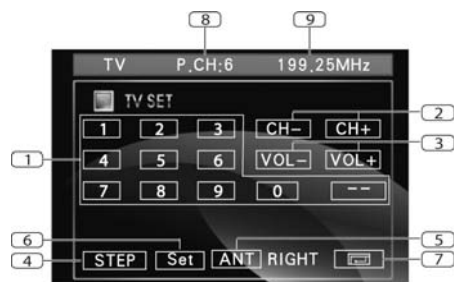 8 9
TV P.CH:6 199.25MHz
TV SET
1 2 3 CH- CH+ 2
1 4 5 6 VOL- VOL+ 3
7 8 9 0 --
6 5
4 STEP Set ANT RIGHT 7